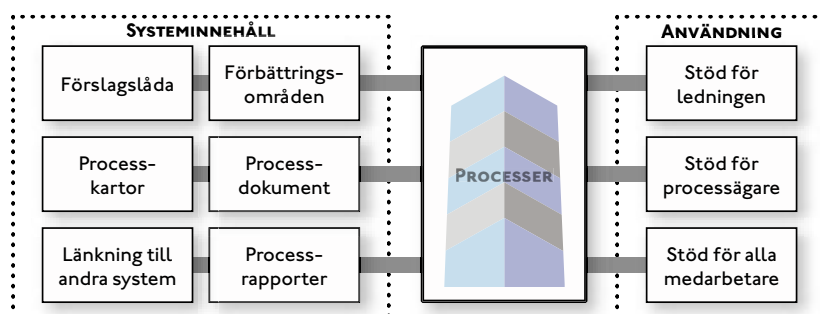 SYSTEMINNEHÅLL
Förslagslåda
Förbättrings-
områden
Process-
kartor
Process-
dokument
Länkning till
andra system
Process-
rapporter
PROCESSER
ANVÄNDNING
Stöd för
ledningen
Stöd för
processägare
Stöd för alla
medarbetare